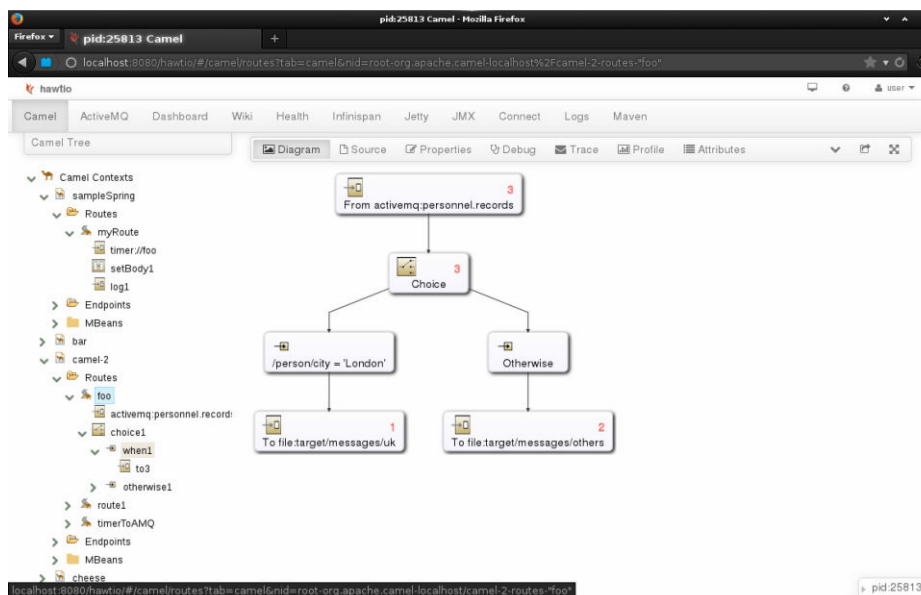 pid:25813 Camel - Mozilla Firefox
Firefox
pid:25813 Camel
localhost:8080/hawtio/#/camel/routes?tab=camel&nid=root-org.apache.camel-localhost%2Fcamel-2-routes-"foo"
hawtio
user
Camel ActiveMQ Dashboard Wiki Health Infinispan Jetty JMX Connect Logs Maven
Camel Tree
Diagram Source Properties Debug Trace Profile Attributes
Camel Contexts
sampleSpring
Routes
myRoute
timer://foo
setBody1
log1
Endpoints
MBeans
bar
camel-2
Routes
foo
activemq:personnel.records
choice1
when1
to3
otherwise1
route1
timerToAMQ
Endpoints
MBeans
cheese
3
From activemq:personnel.records
3
Choice
/person/city = 'London'
Otherwise
1
To file:target/messages/uk
2
To file:target/messages/others
localhost:8080/hawtio/#/camel/routes?tab=camel&nid=root-org.apache.camel-localhost/camel-2-routes-"foo"
pid:25813